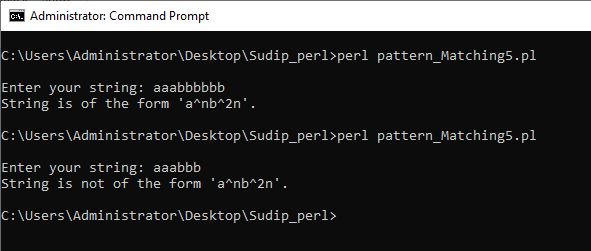 Administrator: Command Prompt
C:\Users\Administrator\Desktop\Sudip_perl>perl pattern_Matching5.pl
Enter your string: aaabbbbbb
String is of the form 'a^nb^2n'.
C:\Users\Administrator\Desktop\Sudip_perl>perl pattern_Matching5.pl
Enter your string: aaabbb
String is not of the form 'a^nb^2n'.
C:\Users\Administrator\Desktop\Sudip_perl>